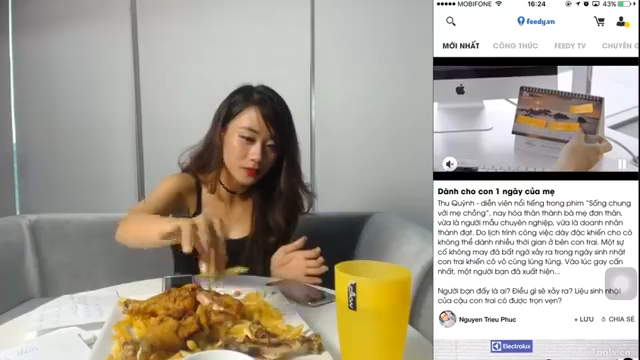 MOBIFONE
16:24
43%
feedy.vn
MỚI NHẤT CÔNG THỨC FEEDY TV CHUYÊN G
Dành cho con 1 ngày của mẹ
Thu Quỳnh - diễn viên nổi tiếng trong phim "Sống chung
với mẹ chồng", nay hóa thân thành bà mẹ đơn thân,
vừa là người mẫu chuyên nghiệp, vừa là doanh nhân
thành đạt. Do lịch trình công việc dày đặc khiến cho cô
không thể dành nhiều thời gian ở bên con trai. Một sự
cố không may đã bất ngờ xảy ra trong ngày sinh nhật
con trai khiến cô vô cùng lúng túng. Vào lúc gay cấn
nhất, một người bạn đã xuất hiện...
Người bạn đấy là ai? Điều gì sẽ xảy ra? Liệu sinh nhật
của cậu con trai có được trọn vẹn?
Nguyen Trieu Phuc
+ LƯU
CHIA SẺ
Electrolux